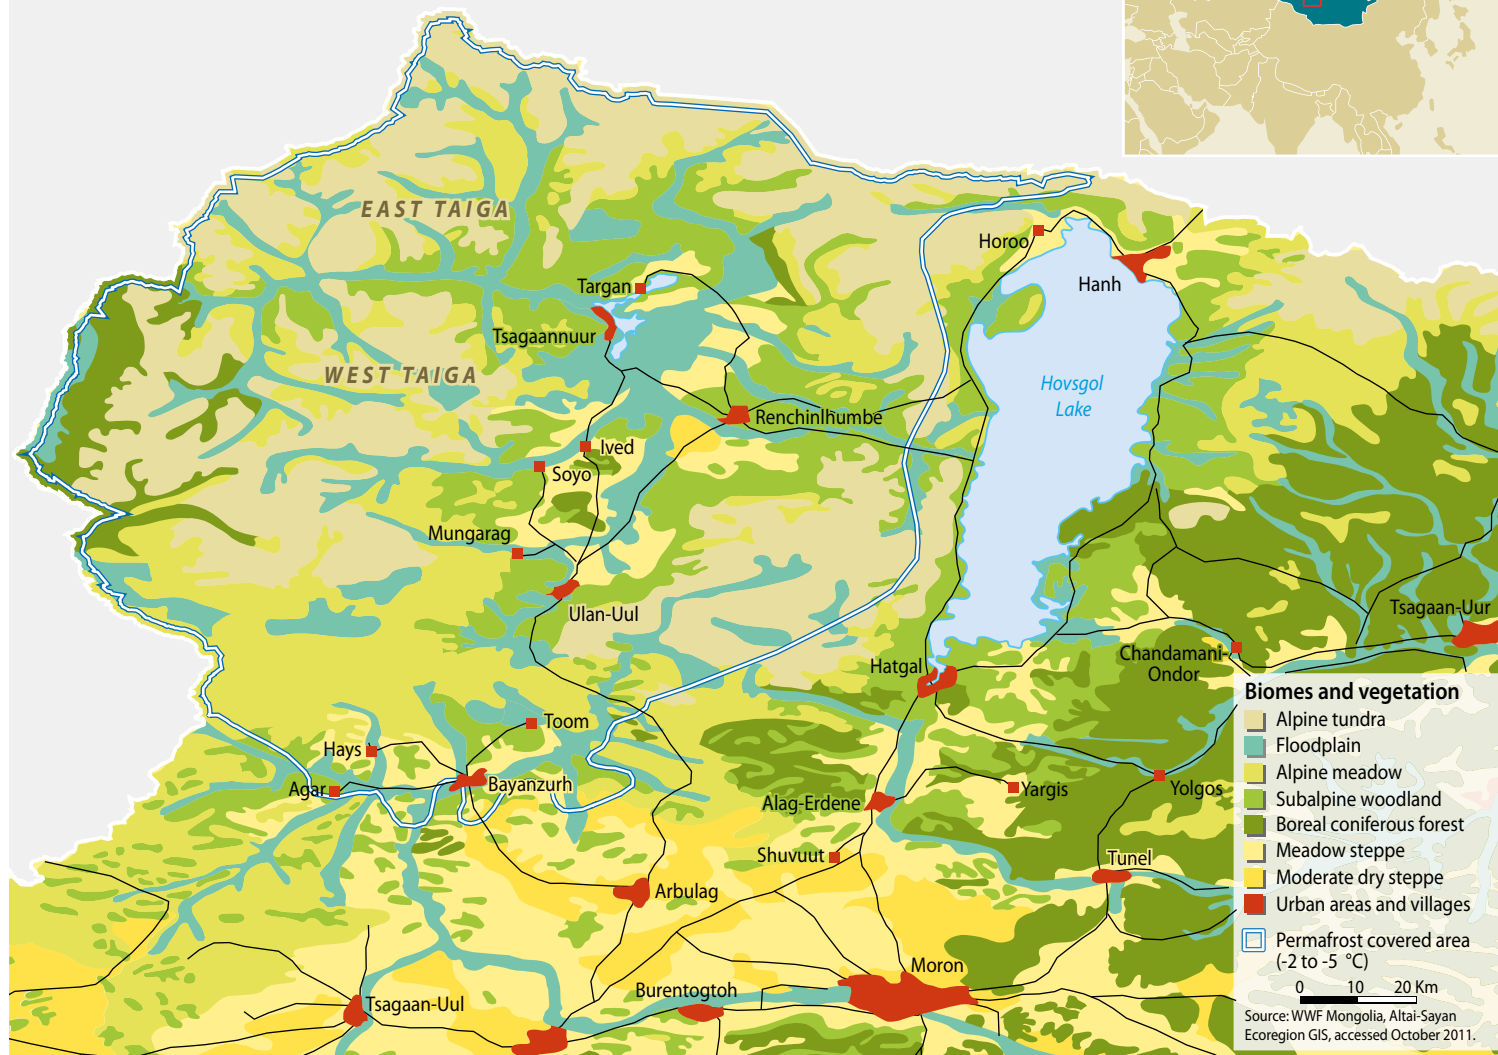 EAST TAIGA
Horoo
Hanh
Targan
Tsagaannuur
WEST TAIGA
Hovsgol
Lake
Renchinlhumbe
Ived
Soyo
Mungarag
Ulan-Uul
Tsagaan-Uur
Hatgal
Chandamani-
Ondor
Toom
Hays
Agar
Bayanzurh
Alag-Erdene
Yargis
Yolgos
Shuvuut
Tunel
Arbulag
Moron
Burentogtoh
Tsagaan-Uul
Biomes and vegetation
Alpine tundra
Floodplain
Alpine meadow
Subalpine woodland
Boreal coniferous forest
Meadow steppe
Moderate dry steppe
Urban areas and villages
Permafrost covered area
(-2 to -5 °C)
0 10 20 Km
Source: WWF Mongolia, Altai-Sayan
Ecoregion GIS, accessed October 2011.